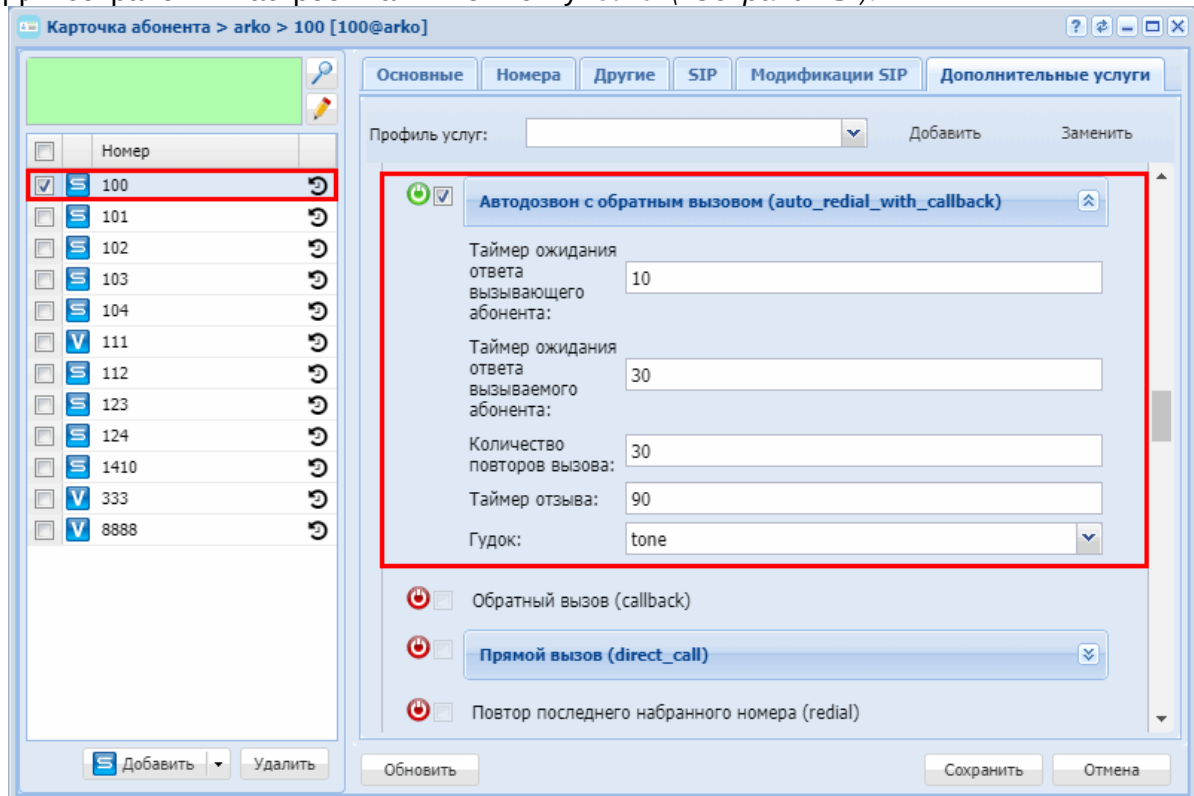 Карточка абонента > arko > 100 [100@arko]
Основные Номера Другие SIP Модификации SIP Дополнительные услуги
Профиль услуг: Добавить Заменить
Номер
100
101
102
103
104
111
112
123
124
1410
333
8888
Автодозвон с обратным вызовом (auto_redial_with_callback)
Таймер ожидания
ответа
вызывающего
абонента:
10
Таймер ожидания
ответа
вызываемого
абонента:
30
Количество
повторов вызова:
30
Таймер отзыва: 90
Гудок: tone
Обратный вызов (callback)
Прямой вызов (direct_call)
Повтор последнего набранного номера (redial)
Добавить Удалить
Обновить Сохранить Отмена